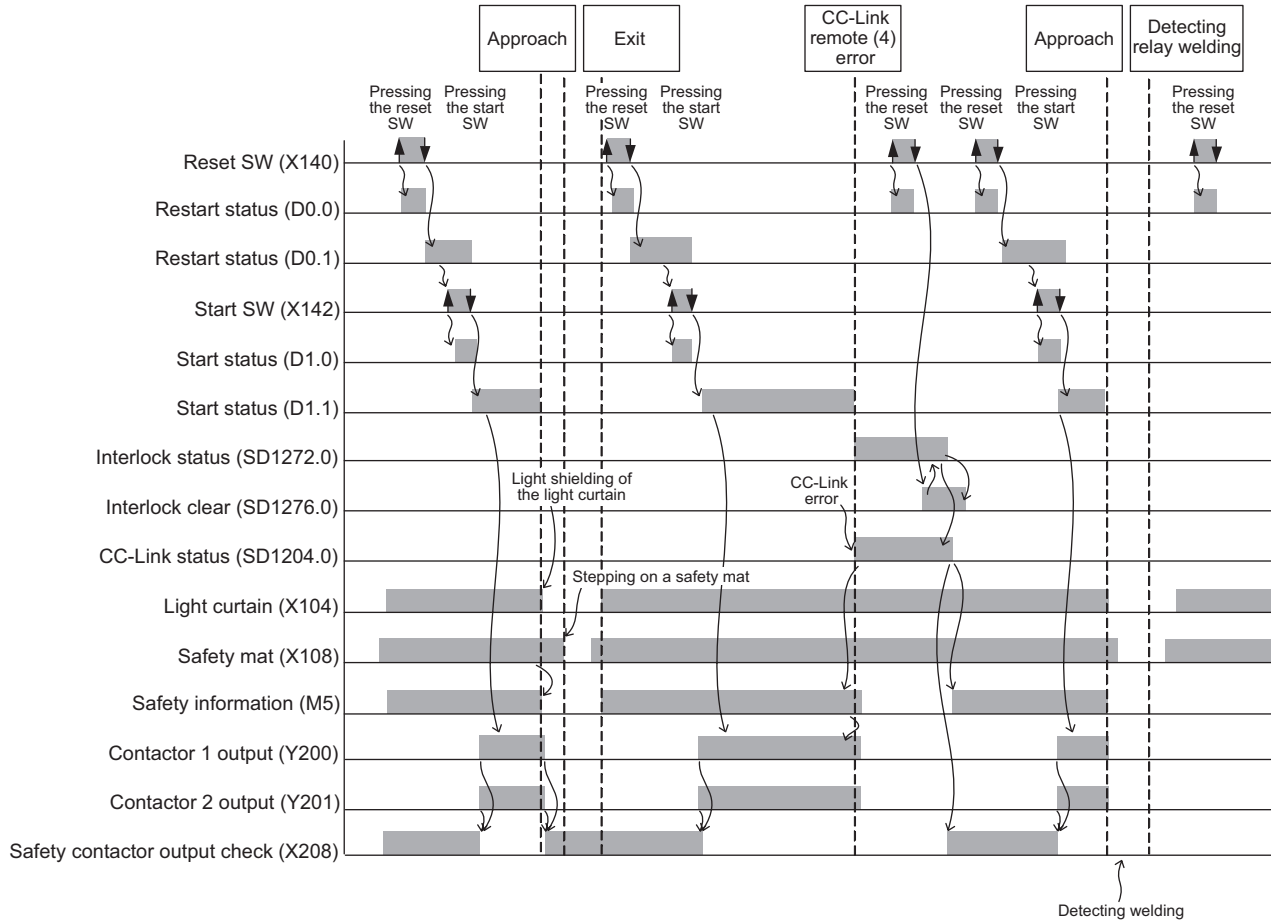 Approach
Exit
CC-Link
remote (4)
error
Approach
Detecting
relay welding
Pressing
the reset
SW
Pressing
the start
SW
Pressing
the reset
SW
Pressing
the start
SW
Pressing
the reset
SW
Pressing
the reset
SW
Pressing
the start
SW
Pressing
the reset
SW
Reset SW (X140)
Restart status (D0.0)
Restart status (D0.1)
Start SW (X142)
Start status (D1.0)
Start status (D1.1)
Interlock status (SD1272.0)
Light shielding of
the light curtain
CC-Link
error
Interlock clear (SD1276.0)
CC-Link status (SD1204.0)
Stepping on a safety mat
Light curtain (X104)
Safety mat (X108)
Safety information (M5)
Contactor 1 output (Y200)
Contactor 2 output (Y201)
Safety contactor output check (X208)
Detecting welding